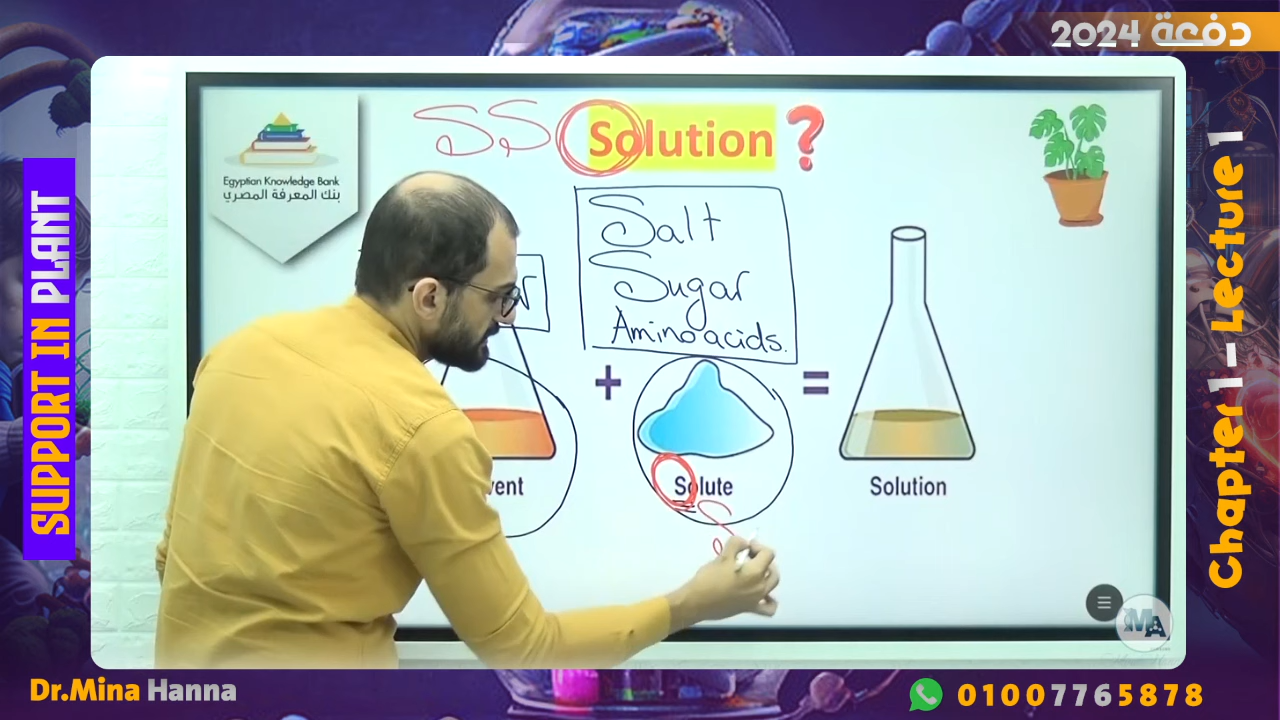 دفعة 2024
SS Solution ?
Egyptian Knowledge Bank
بنك المعرفة المصري
Salt
Sugar
Amino acids.
+
=
Solute
Solution
SUPPORT IN PLANT
Chapter 1 - Lecture 1
MA
Dr.Mina Hanna
01007765878